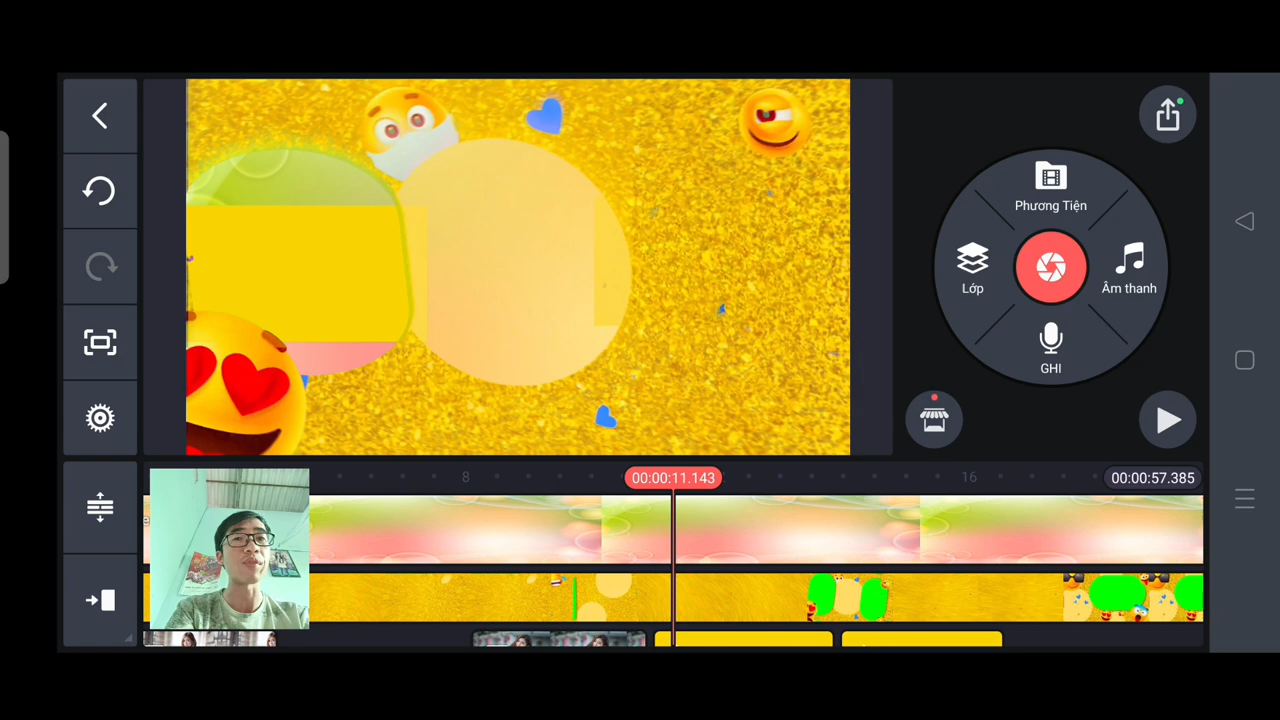 Phương Tiện
Lớp
Âm thanh
GHI
8
00:00:11.143
16
00:00:57.385